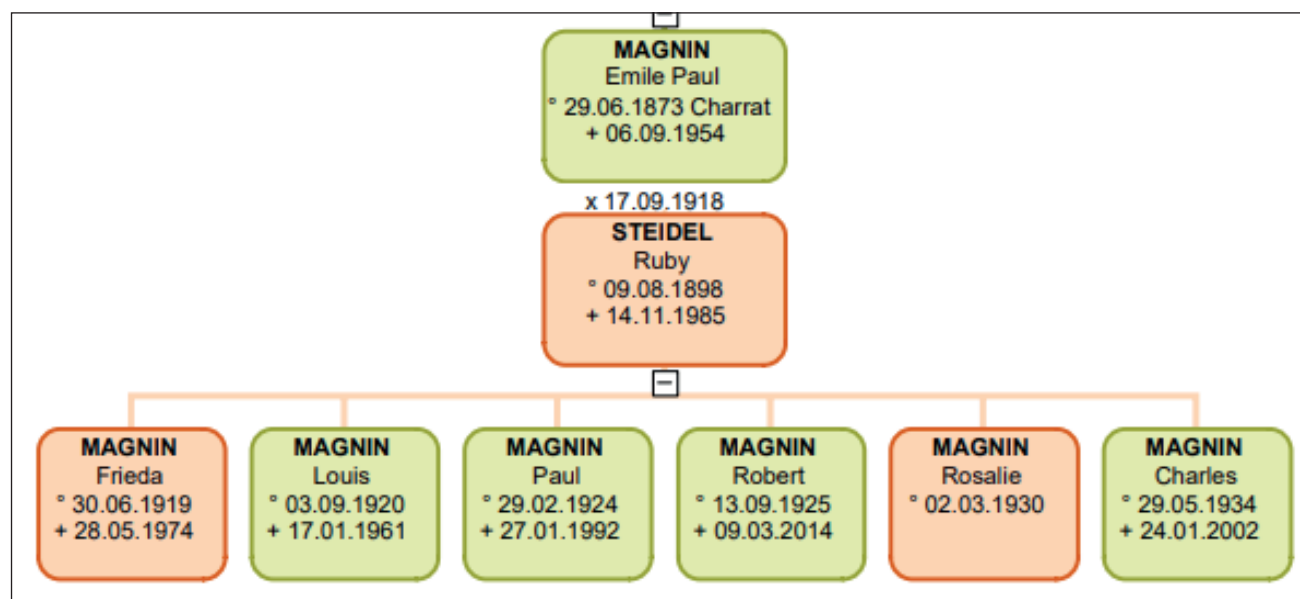 MAGNIN
Emile Paul
° 29.06.1873 Charrat
+ 06.09.1954
x 17.09.1918
STEIDEL
Ruby
° 09.08.1898
+ 14.11.1985
MAGNIN
Frieda
° 30.06.1919
+ 28.05.1974
MAGNIN
Louis
° 03.09.1920
+ 17.01.1961
MAGNIN
Paul
° 29.02.1924
+ 27.01.1992
MAGNIN
Robert
° 13.09.1925
+ 09.03.2014
MAGNIN
Rosalie
° 02.03.1930
MAGNIN
Charles
° 29.05.1934
+ 24.01.2002